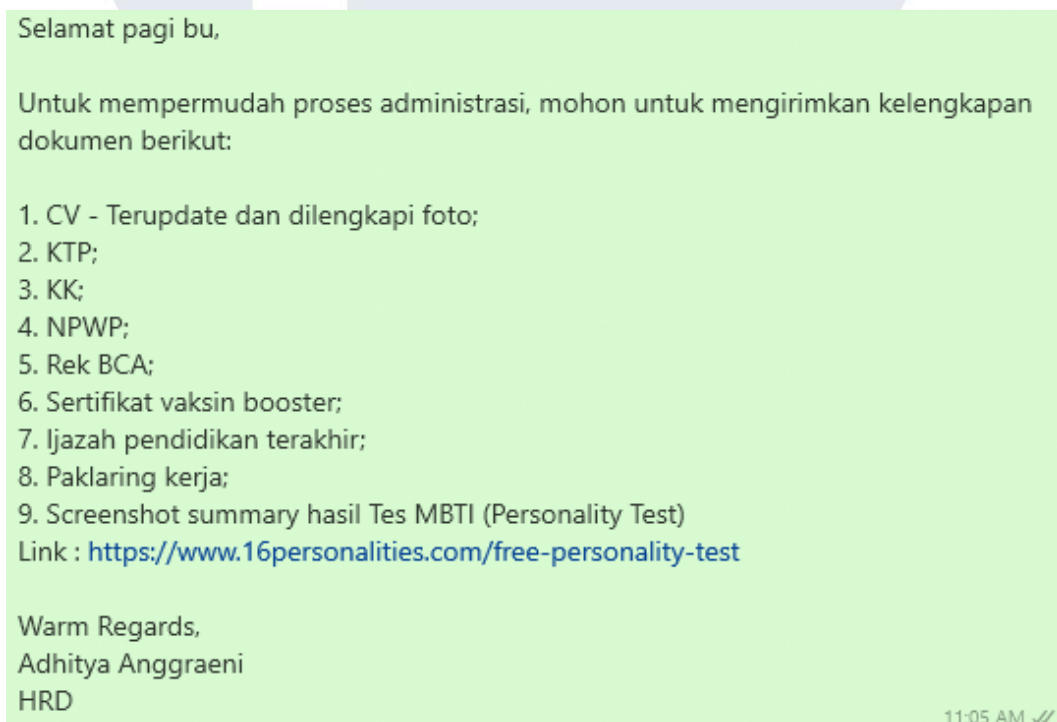 Selamat pagi bu,
Untuk mempermudah proses administrasi, mohon untuk mengirimkan kelengkapan
dokumen berikut:
1. CV - Terupdate dan dilengkapi foto;
2. KTP;
3. KK;
4. NPWP;
5. Rek BCA;
6. Sertifikat vaksin booster;
7. Ijazah pendidikan terakhir;
8. Paklaring kerja;
9. Screenshot summary hasil Tes MBTI (Personality Test)
Link : https://www.16personalities.com/free-personality-test
Warm Regards,
Adhitya Anggraeni
HRD
11:05 AM